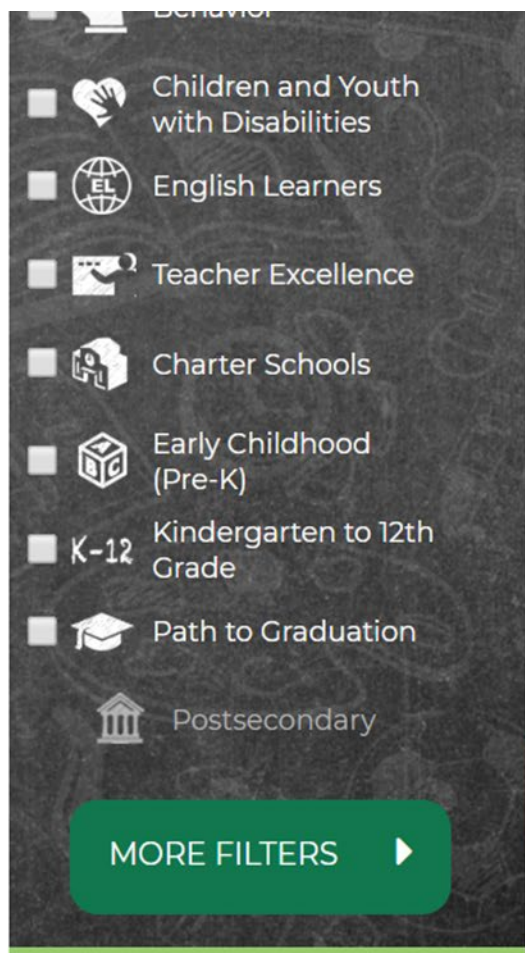 Behavior
Children and Youth
with Disabilities
EL
English Learners
Teacher Excellence
Charter Schools
A
B C
Early Childhood
(Pre-K)
K-12
Kindergarten to 12th
Grade
Path to Graduation
Postsecondary
MORE FILTERS